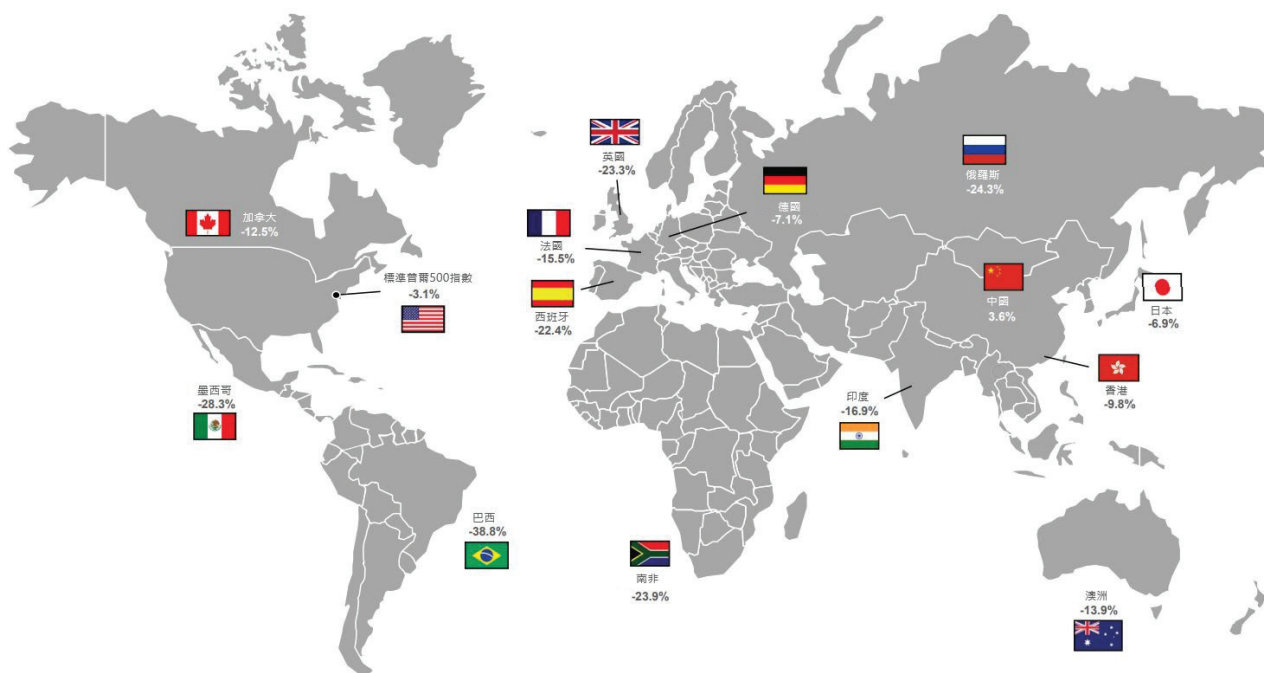 英國
-23.3%
俄羅斯
-24.3%
德國
-7.1%
加拿大
-12.5%
法國
-15.5%
標準普爾500指數
-3.1%
西班牙
-22.4%
中國
3.6%
日本
-6.9%
墨西哥
-28.3%
印度
-16.9%
香港
-9.8%
巴西
-38.8%
南非
-23.9%
澳洲
-13.9%